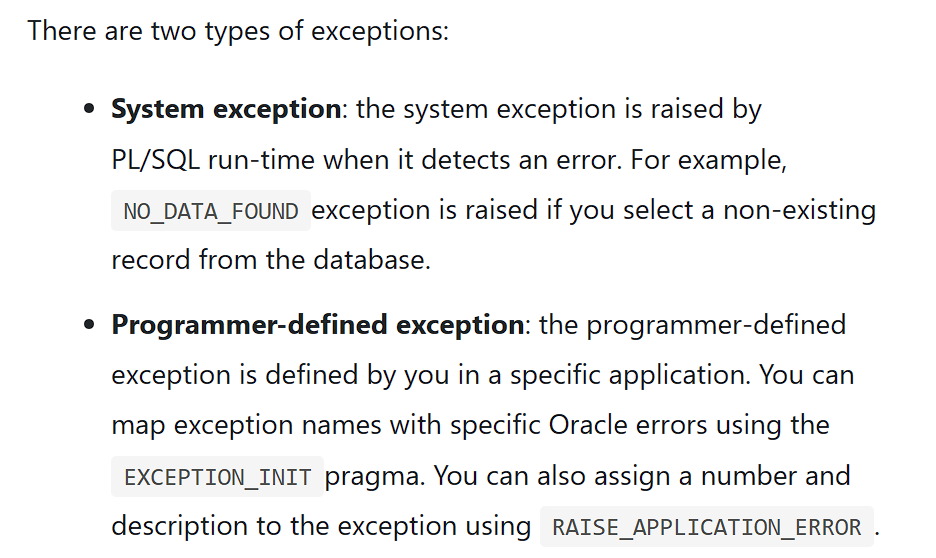 There are two types of exceptions:
• System exception: the system exception is raised by
PL/SQL run-time when it detects an error. For example,
NO_DATA_FOUND exception is raised if you select a non-existing
record from the database.
• Programmer-defined exception: the programmer-defined
exception is defined by you in a specific application. You can
map exception names with specific Oracle errors using the
EXCEPTION_INIT pragma. You can also assign a number and
description to the exception using RAISE_APPLICATION_ERROR.